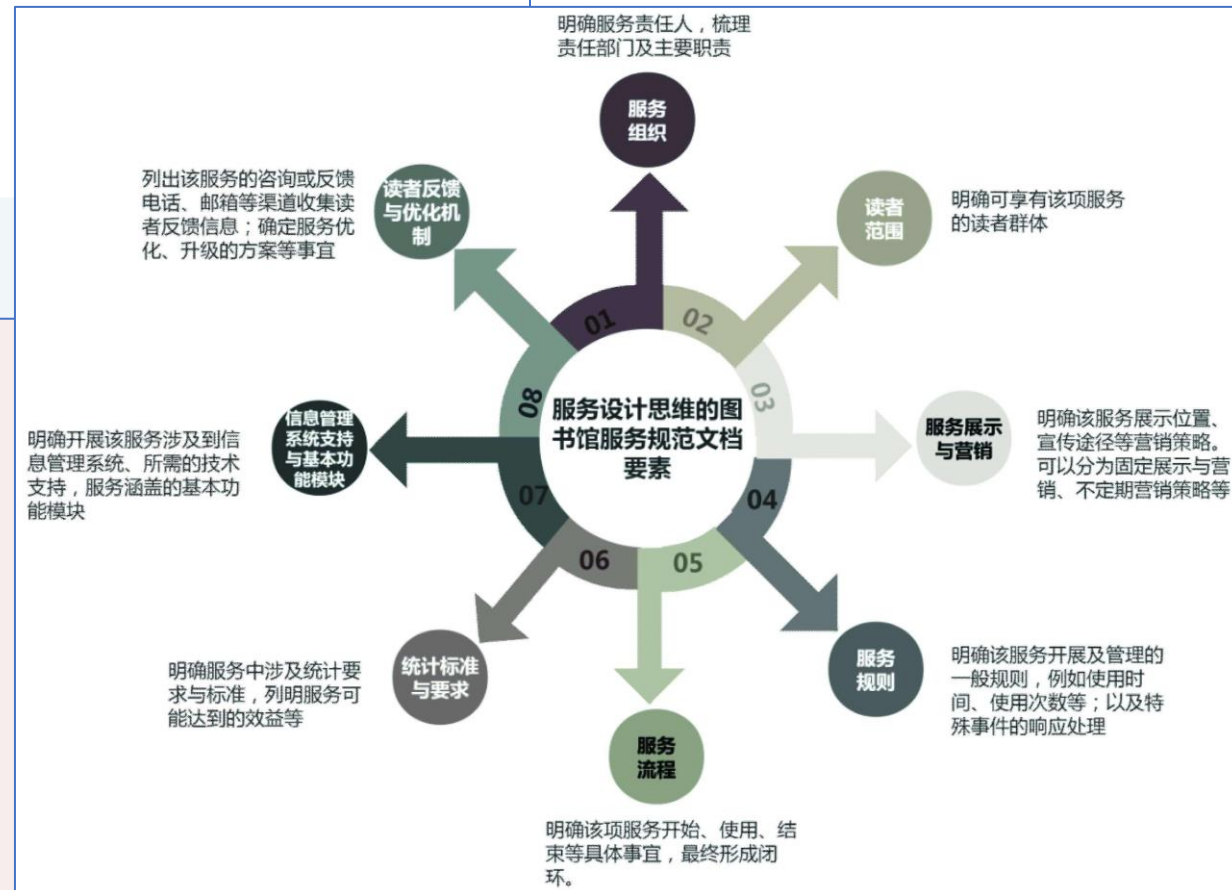 明确服务责任人，梳理
责任部门及主要职责
服务
组织
01
明确可享有该项服务
的读者群体
读者
范围
02
明确该服务展示位置、
宣传途径等营销策略。
可以分为固定展示与营
销、不定期营销策略等
服务展示
与营销
03
明确该服务开展及管理的
一般规则，例如使用时
间、使用次数等；以及特
殊事件的响应处理
服务
规则
04
服务
流程
05
明确该项服务开始、使用、结
束等具体事宜，最终形成闭
环。
统计标准
与要求
06
明确服务中涉及统计要
求与标准，列明服务可
能达到的效益等
信息管理
系统支持
与基本功
能模块
07
明确开展该服务涉及到信
息管理系统、所需的技术
支持，服务涵盖的基本功
能模块
读者反馈
与优化机
制
08
列出该服务的咨询或反馈
电话、邮箱等渠道收集读
者反馈信息；确定服务优
化、升级的方案等事宜
服务设计思维的图
书馆服务规范文档
要素